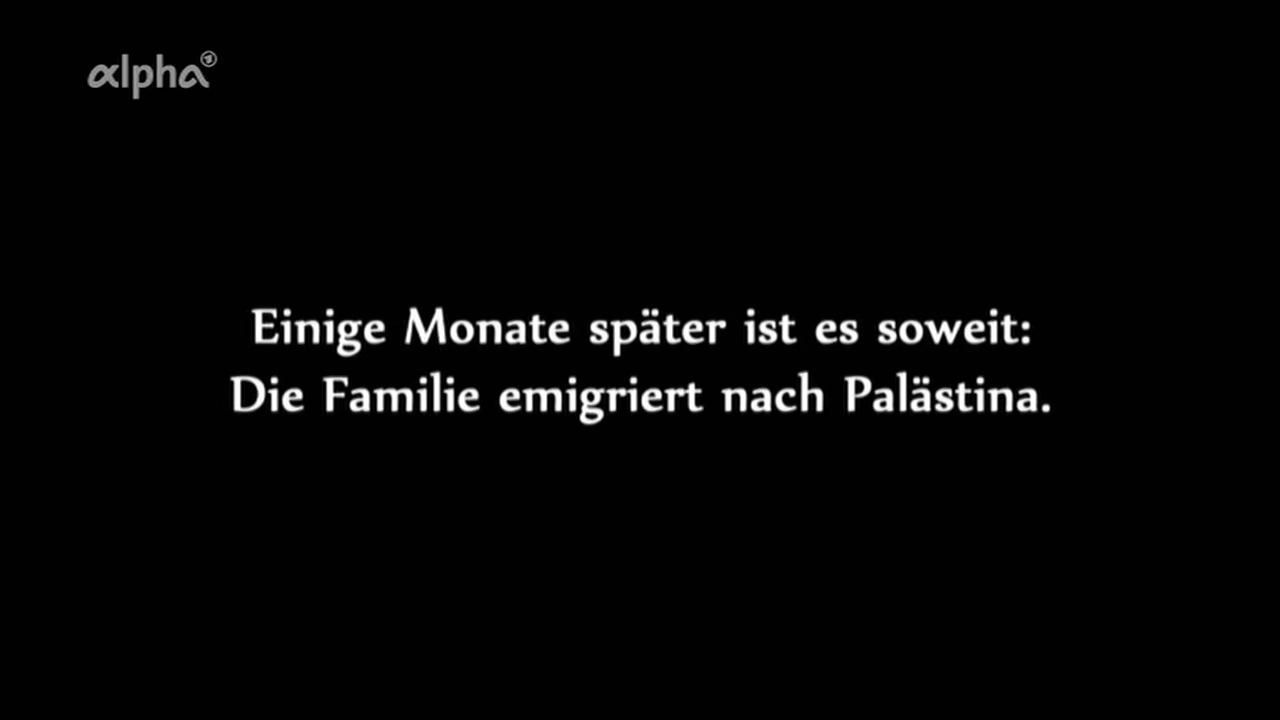 alpha
Einige Monate später ist es soweit:
Die Familie emigriert nach Palästina.